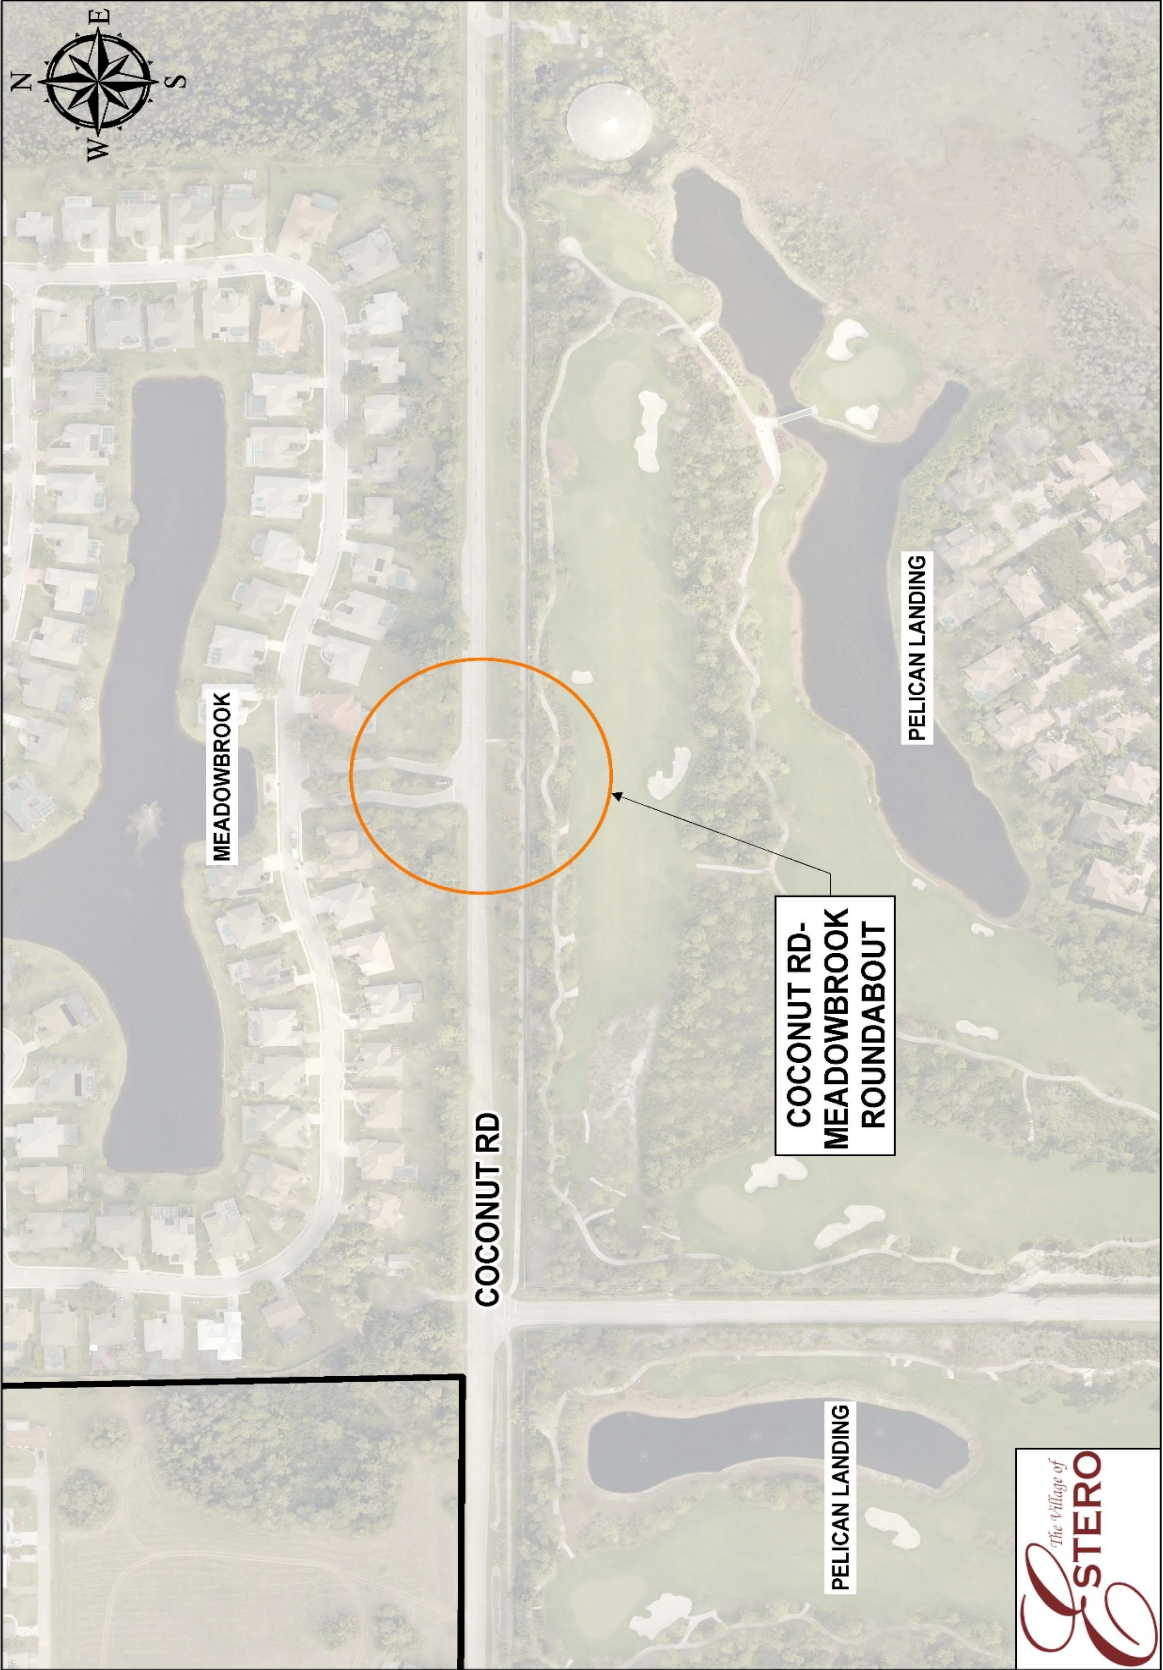 N
E
S
W
MEADOWBROOK
PELICAN LANDING
COCONUT RD-
MEADOWBROOK
ROUNDABOUT
COCONUT RD
PELICAN LANDING
The Village of
ESTERO